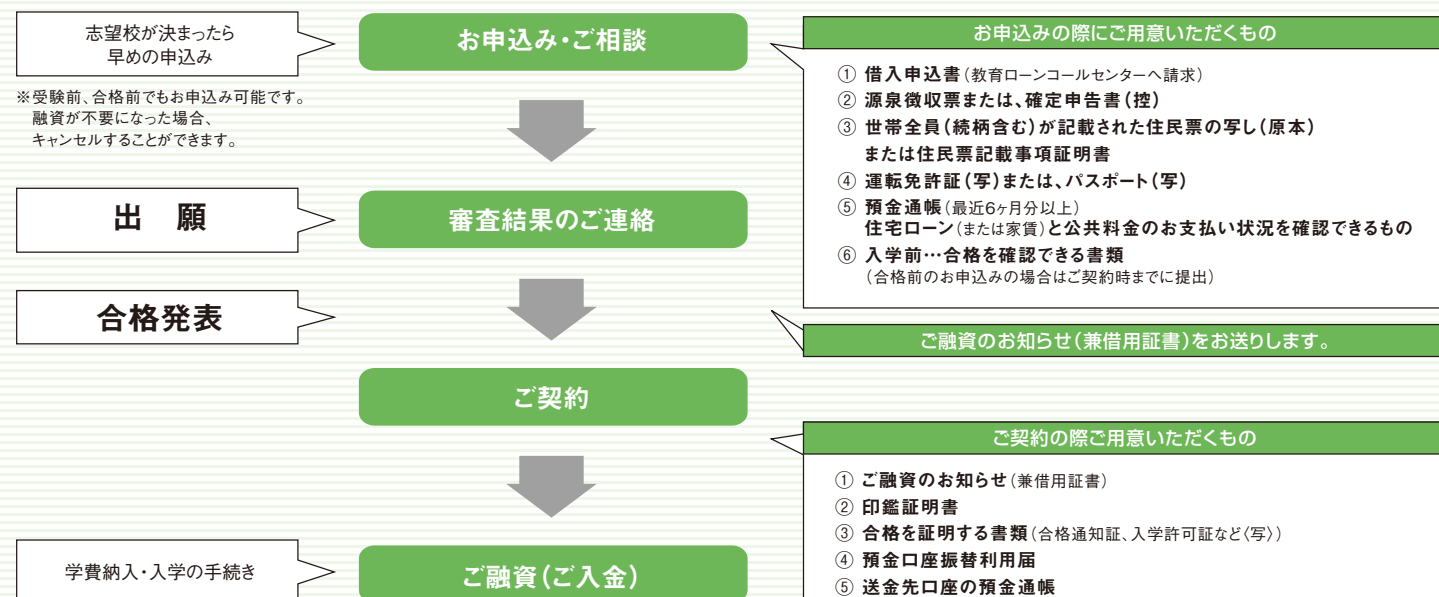 志望校が決まったら
早めの申込み
※受験前、合格前でもお申込み可能です。
融資が不要になった場合、
キャンセルすることができます。
お申込み・ご相談
お申込みの際にご用意いただくもの
① 借入申込書（教育ローンコールセンターへ請求）
② 源泉徴収票または、確定申告書（控）
③ 世帯全員（続柄含む）が記載された住民票の写し（原本）
または住民票記載事項証明書
④ 運転免許証（写）または、パスポート（写）
⑤ 預金通帳（最近6ヶ月分以上）
住宅ローン（または家賃）と公共料金のお支払い状況を確認できるもの
⑥ 入学前…合格を確認できる書類
（合格前のお申込みの場合はご契約時までに提出）
出　願
審査結果のご連絡
合格発表
ご融資のお知らせ（兼借用証書）をお送りします。
ご契約
ご契約の際ご用意いただくもの
① ご融資のお知らせ（兼借用証書）
② 印鑑証明書
③ 合格を証明する書類（合格通知証、入学許可証など〈写〉）
④ 預金口座振替利用届
⑤ 送金先口座の預金通帳
学費納入・入学の手続き
ご融資（ご入金）